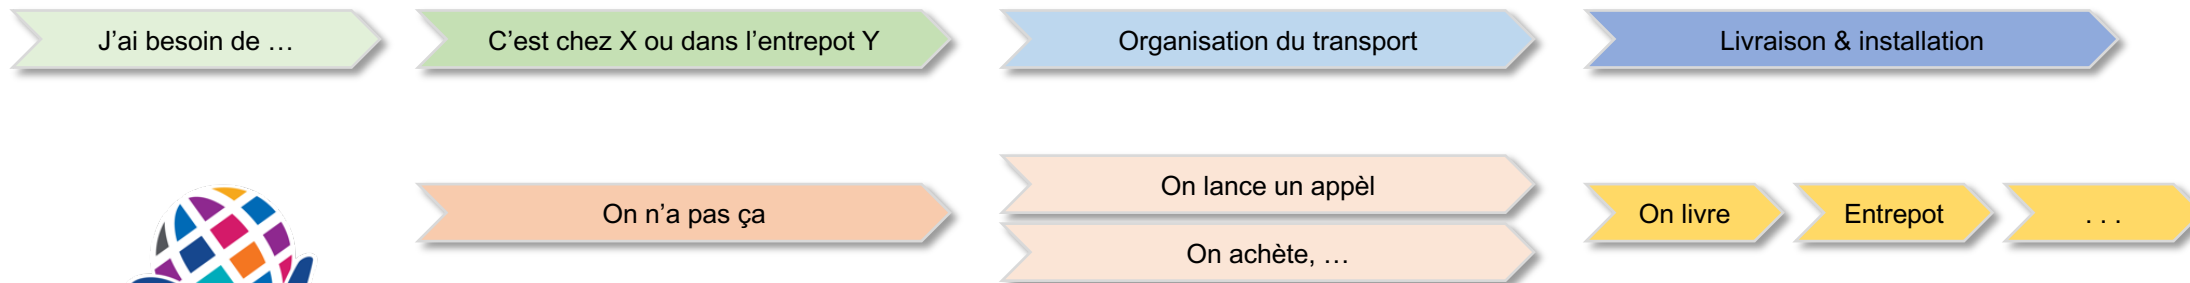 J'ai besoin de …
C'est chez X ou dans l'entrepot Y
Organisation du transport
Livraison & installation
On n'a pas ça
On lance un appèl
On achète, …
On livre
Entrepot
. . .